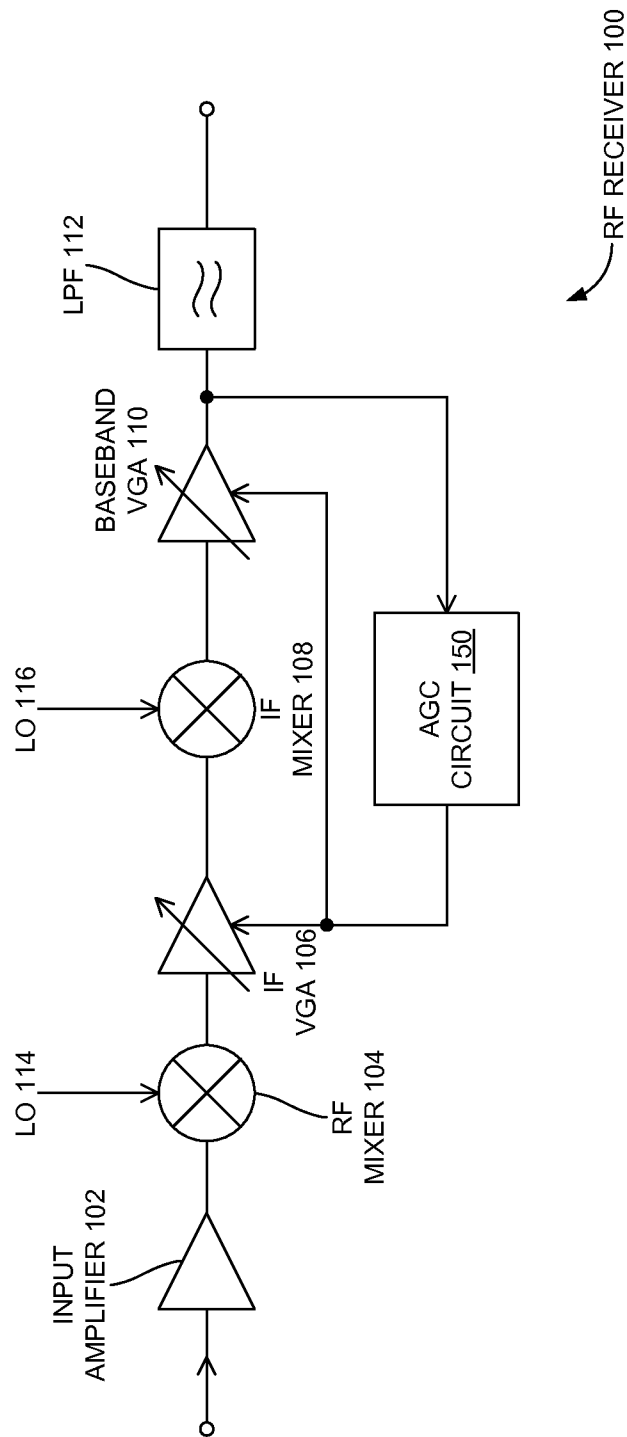 INPUT
AMPLIFIER 102
LO 114
RF
MIXER 104
IF
VGA 106
LO 116
IF
MIXER 108
BASEBAND
VGA 110
LPF 112
AGC
CIRCUIT 150
RF RECEIVER 100